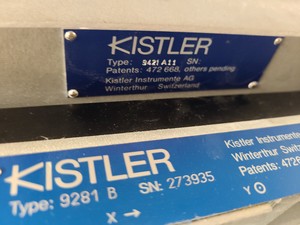 KISTLER
Type: 9421 A11 SN:
Patents: 472 668, others pending
Kistler Instrumente AG
Winterthur Switzerland
KISTLER
Type: 9281 B SN: 273935
X → Y
Kistler Instrumente
Winterthur Switz
Patents: 472